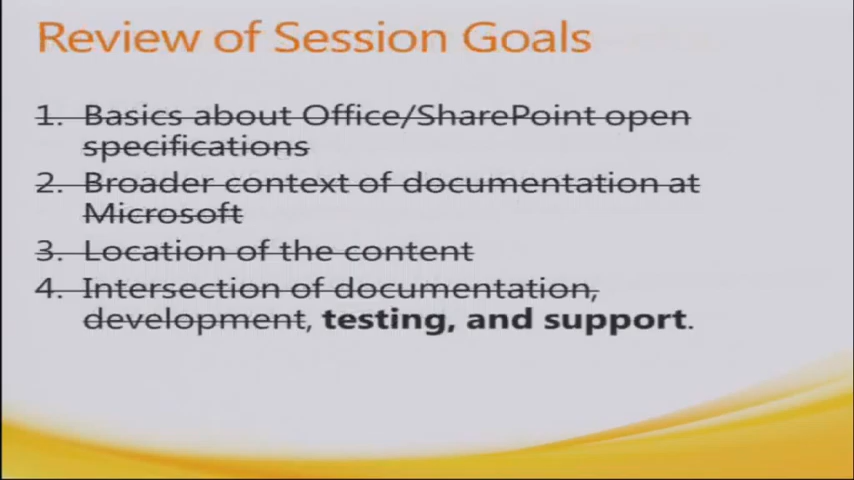 Review of Session Goals
1. Basics about Office/SharePoint open
specifications
2. Broader context of documentation at
Microsoft
3. Location of the content
4. Intersection of documentation,
development, testing, and support.